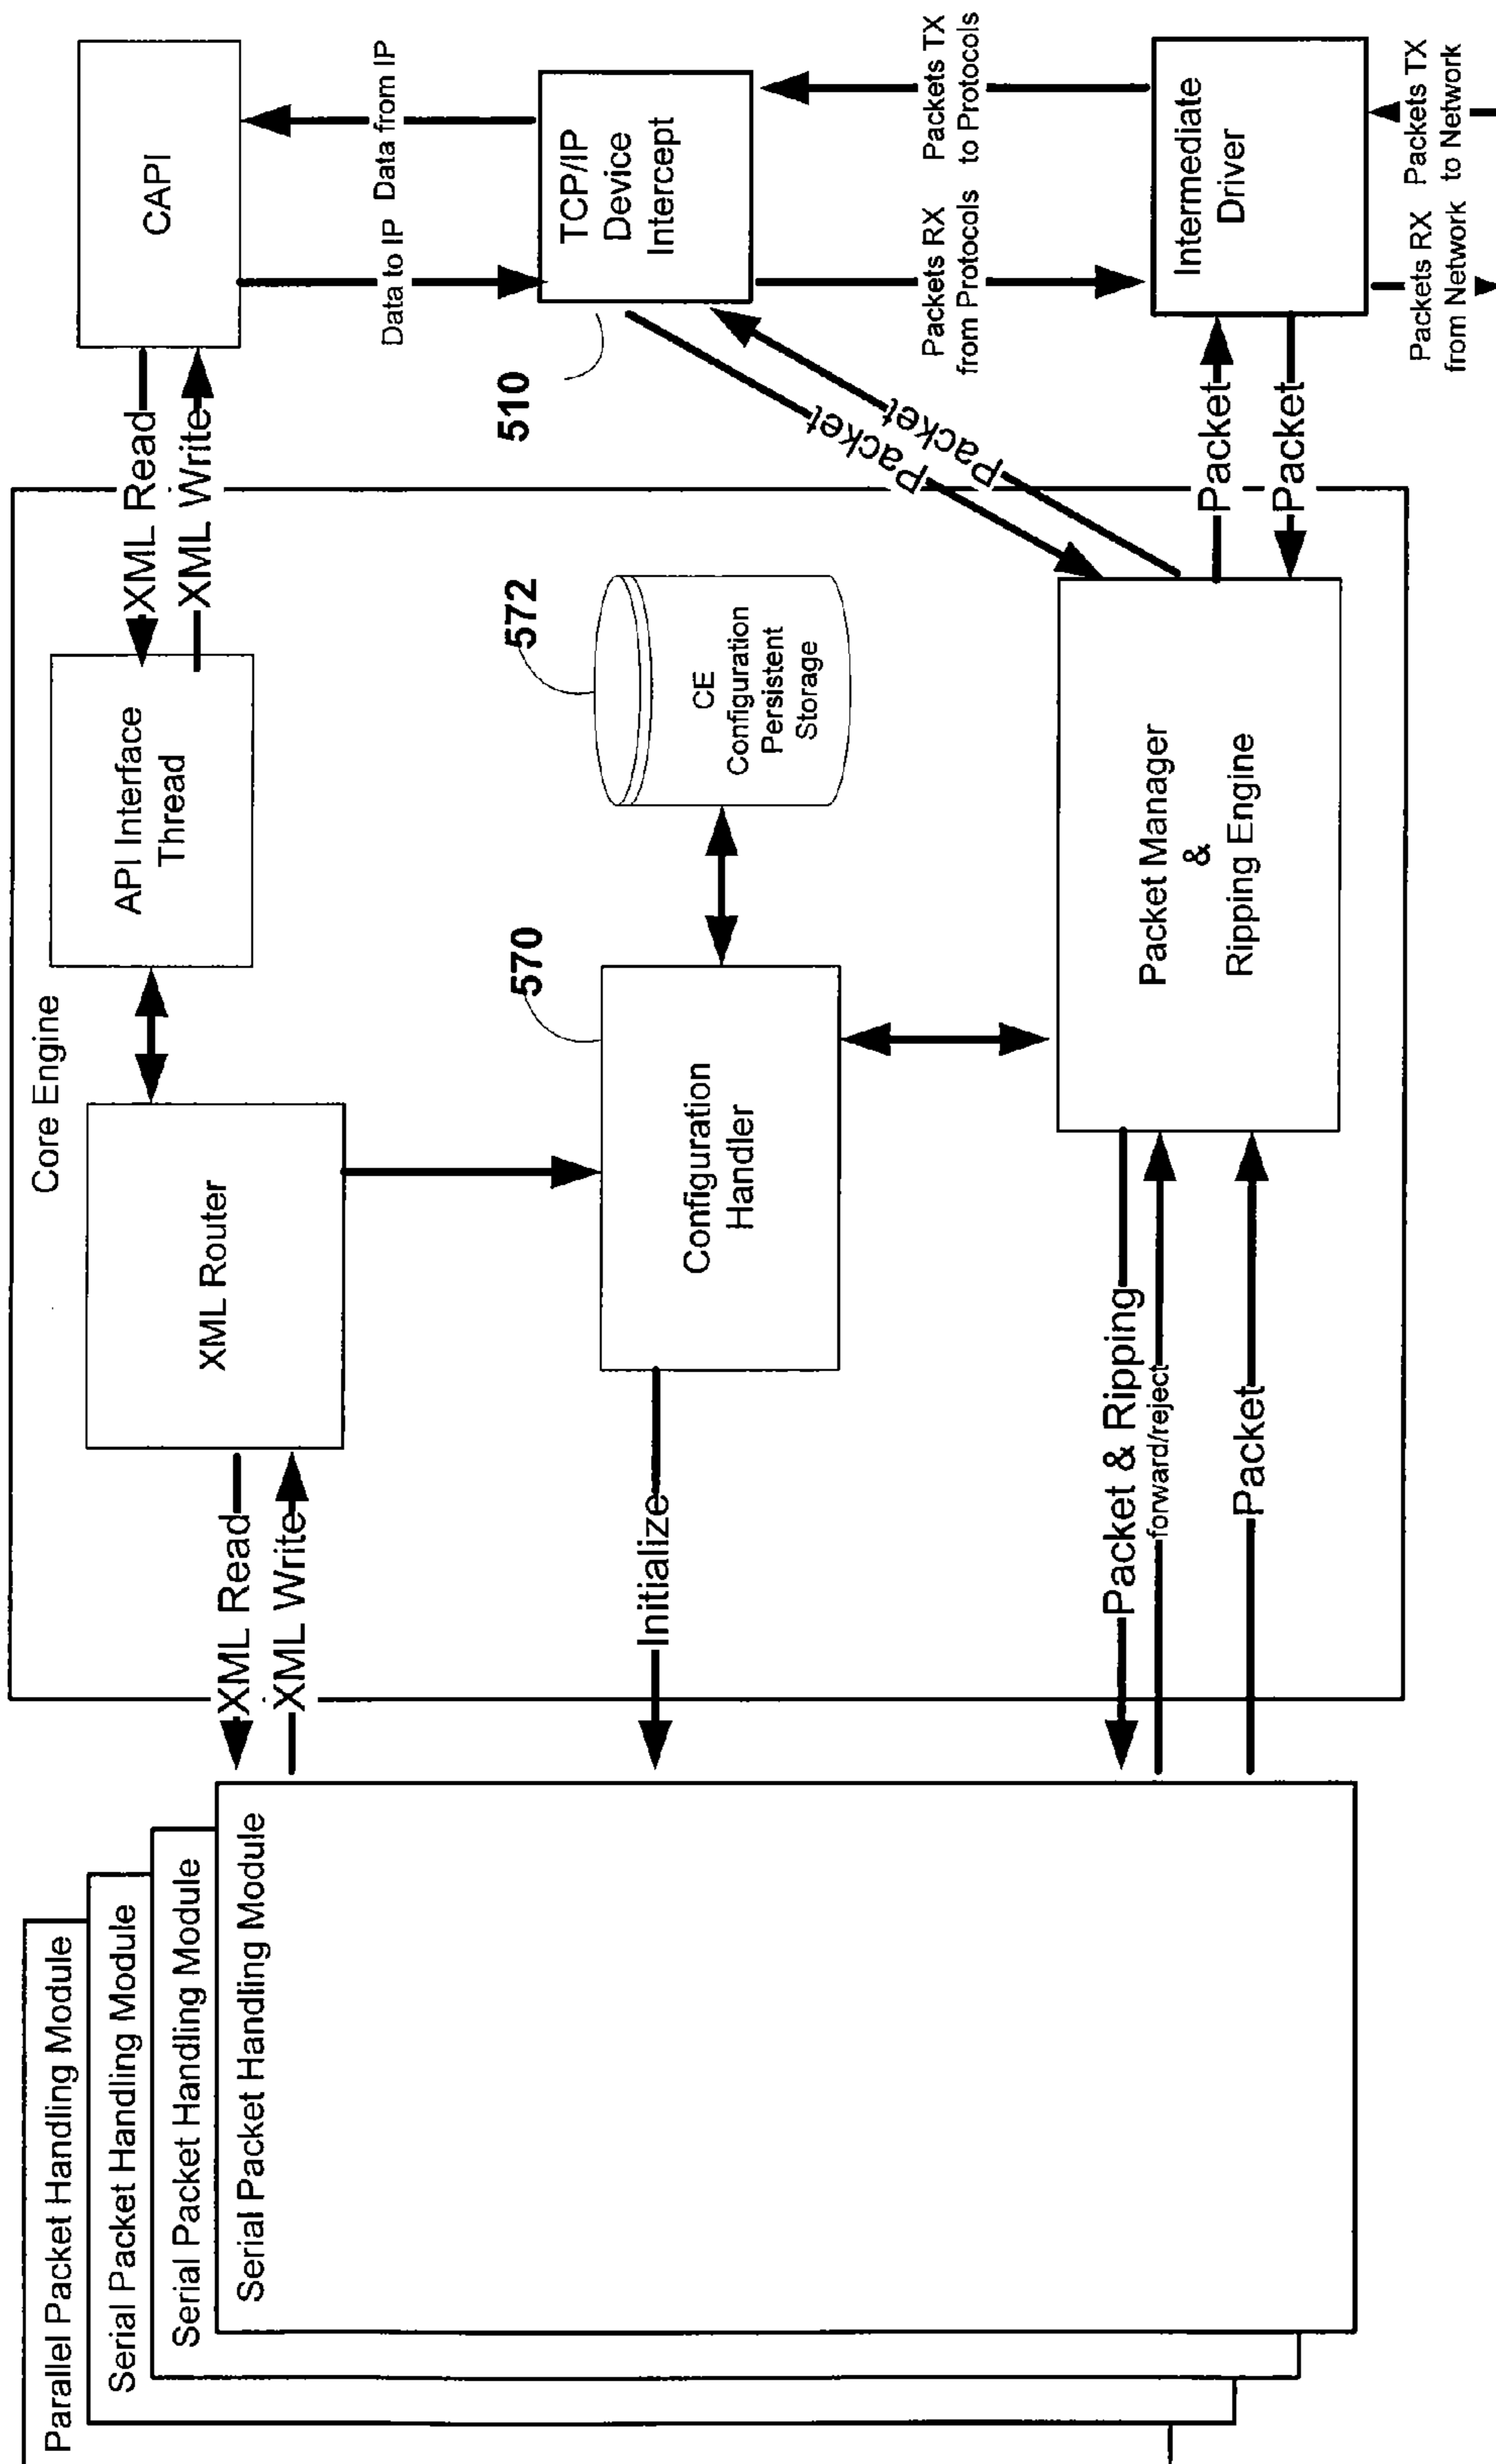 Parallel Packet Handling Module
Serial Packet Handling Module
Serial Packet Handling Module
Serial Packet Handling Module
XML Read
XML Write
Initialize
Packet & Ripping
forward/reject
Packet
Core Engine
XML Router
API Interface
Thread
Configuration
Handler
570
CE
Configuration
Persistent
Storage
572
Packet Manager
&
Ripping Engine
XML Read
XML Write
Packet
Packet
Packet
Packet
CAPI
Data to IP
Data from IP
TCP/IP
Device
Intercept
510
Packets RX
from Protocols
Packets TX
to Protocols
Intermediate
Driver
Packets RX
from Network
Packets TX
to Network